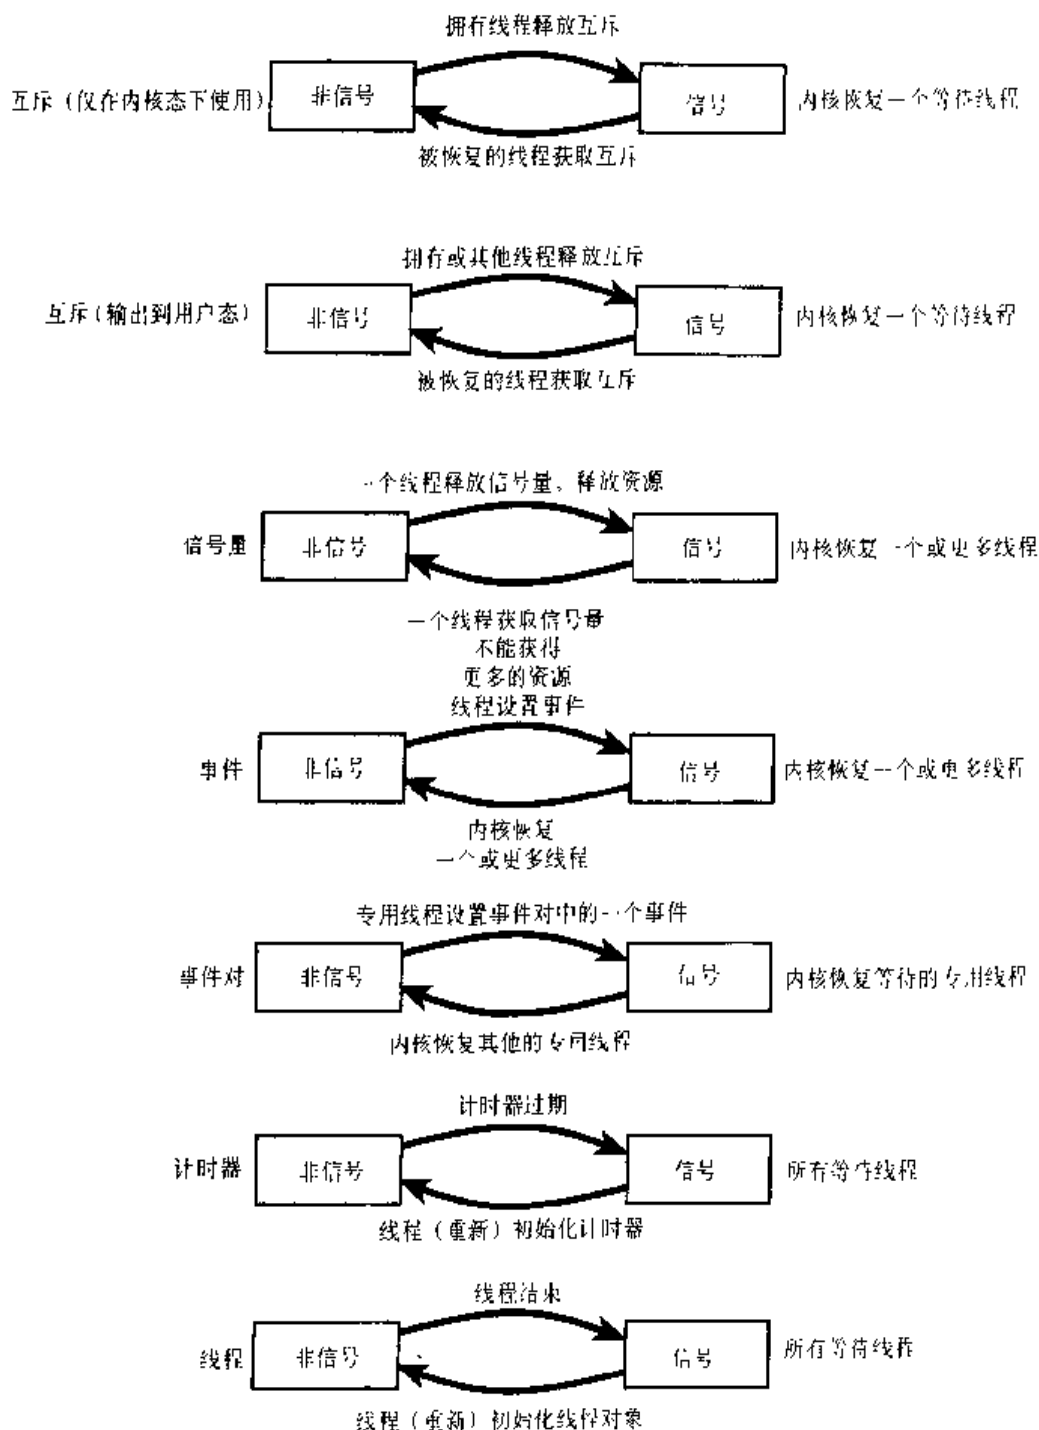 拥有线程释放互斥
互斥（仅在内核态下使用） 非信号 信号 内核恢复一个等待线程
被恢复的线程获取互斥
拥有或其他线程释放互斥
互斥（输出到用户态） 非信号 信号 内核恢复一个等待线程
被恢复的线程获取互斥
一个线程释放信号量、释放资源
信号量 非信号 信号 内核恢复一个或更多线程
一个线程获取信号量
不能获得
更多的资源
线程设置事件
事件 非信号 信号 内核恢复一个或更多线程
内核恢复
一个或更多线程
专用线程设置事件对中的一个事件
事件对 非信号 信号 内核恢复等待的专用线程
内核恢复其他的专用线程
计时器过期
计时器 非信号 信号 所有等待线程
线程（重新）初始化计时器
线程结束
线程 非信号 信号 所有等待线程
线程（重新）初始化线程对象